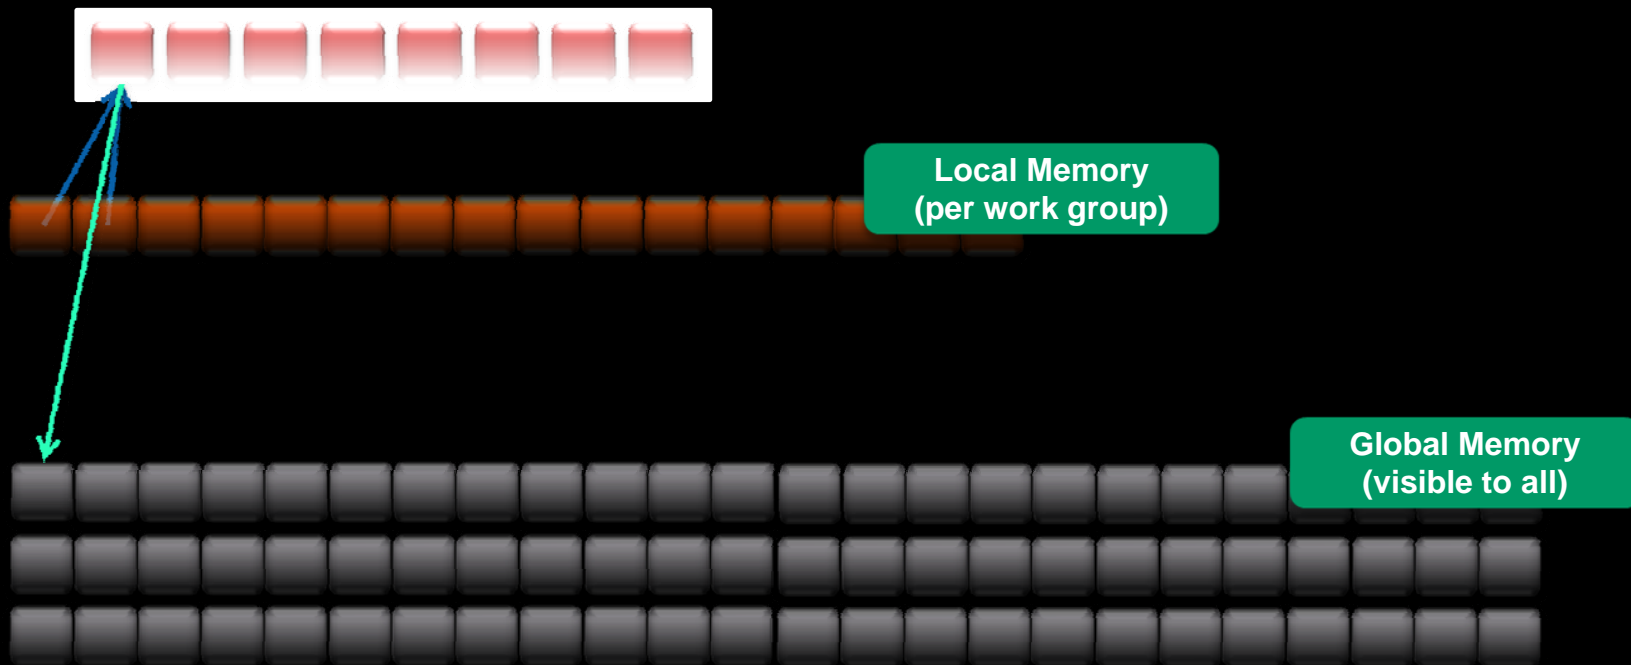 Local Memory
(per work group)
Global Memory
(visible to all)